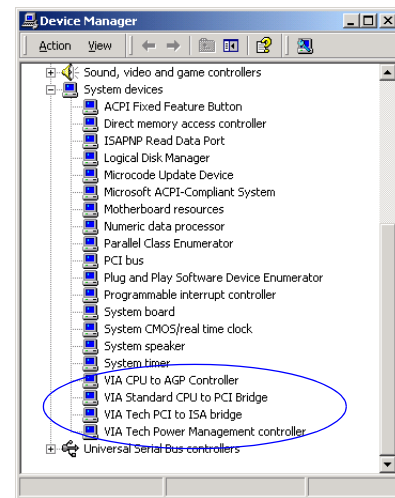 Device Manager
Action View
Sound, video and game controllers
System devices
ACPI Fixed Feature Button
Direct memory access controller
ISAPNP Read Data Port
Logical Disk Manager
Microcode Update Device
Microsoft ACPI-Compliant System
Motherboard resources
Numeric data processor
Parallel Class Enumerator
PCI bus
Plug and Play Software Device Enumerator
Programmable interrupt controller
System board
System CMOS/real time clock
System speaker
System timer
VIA CPU to AGP Controller
VIA Standard CPU to PCI Bridge
VIA Tech PCI to ISA bridge
VIA Tech Power Management controller
Universal Serial Bus controllers